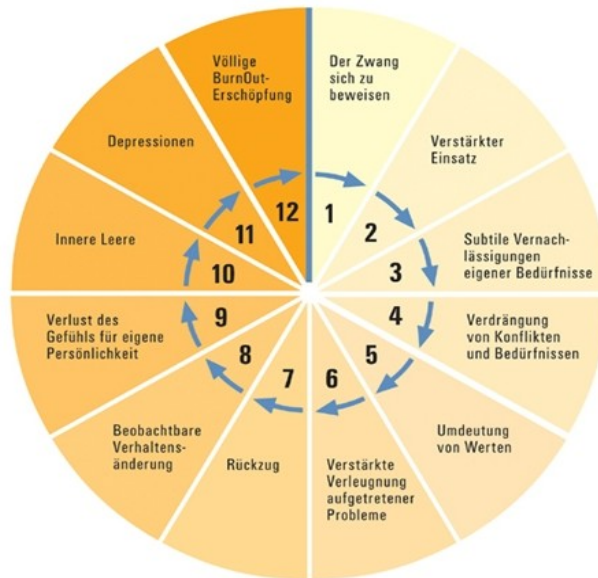 1
Der Zwang
sich zu
beweisen
2
Verstärkter
Einsatz
3
Subtile Vernach-
lässigungen
eigener Bedürfnisse
4
Verdrängung
von Konflikten
und Bedürfnissen
5
Umdeutung
von Werten
6
Verstärkte
Verleugnung
aufgetretener
Probleme
7
Rückzug
8
Beobachtbare
Verhaltens-
änderung
9
Verlust des
Gefühls für eigene
Persönlichkeit
10
Innere Leere
11
Depressionen
12
Völlige
BurnOut-
Erschöpfung